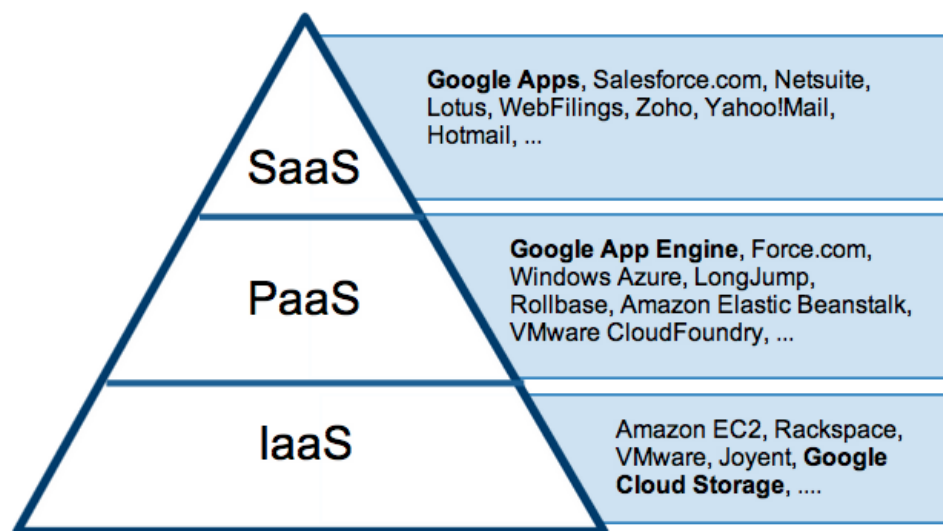 SaaS
Google Apps, Salesforce.com, Netsuite,
Lotus, WebFilings, Zoho, Yahoo!Mail,
Hotmail, ...
PaaS
Google App Engine, Force.com,
Windows Azure, LongJump,
Rollbase, Amazon Elastic Beanstalk,
VMware CloudFoundry, ...
IaaS
Amazon EC2, Rackspace,
VMware, Joyent, Google
Cloud Storage, ....